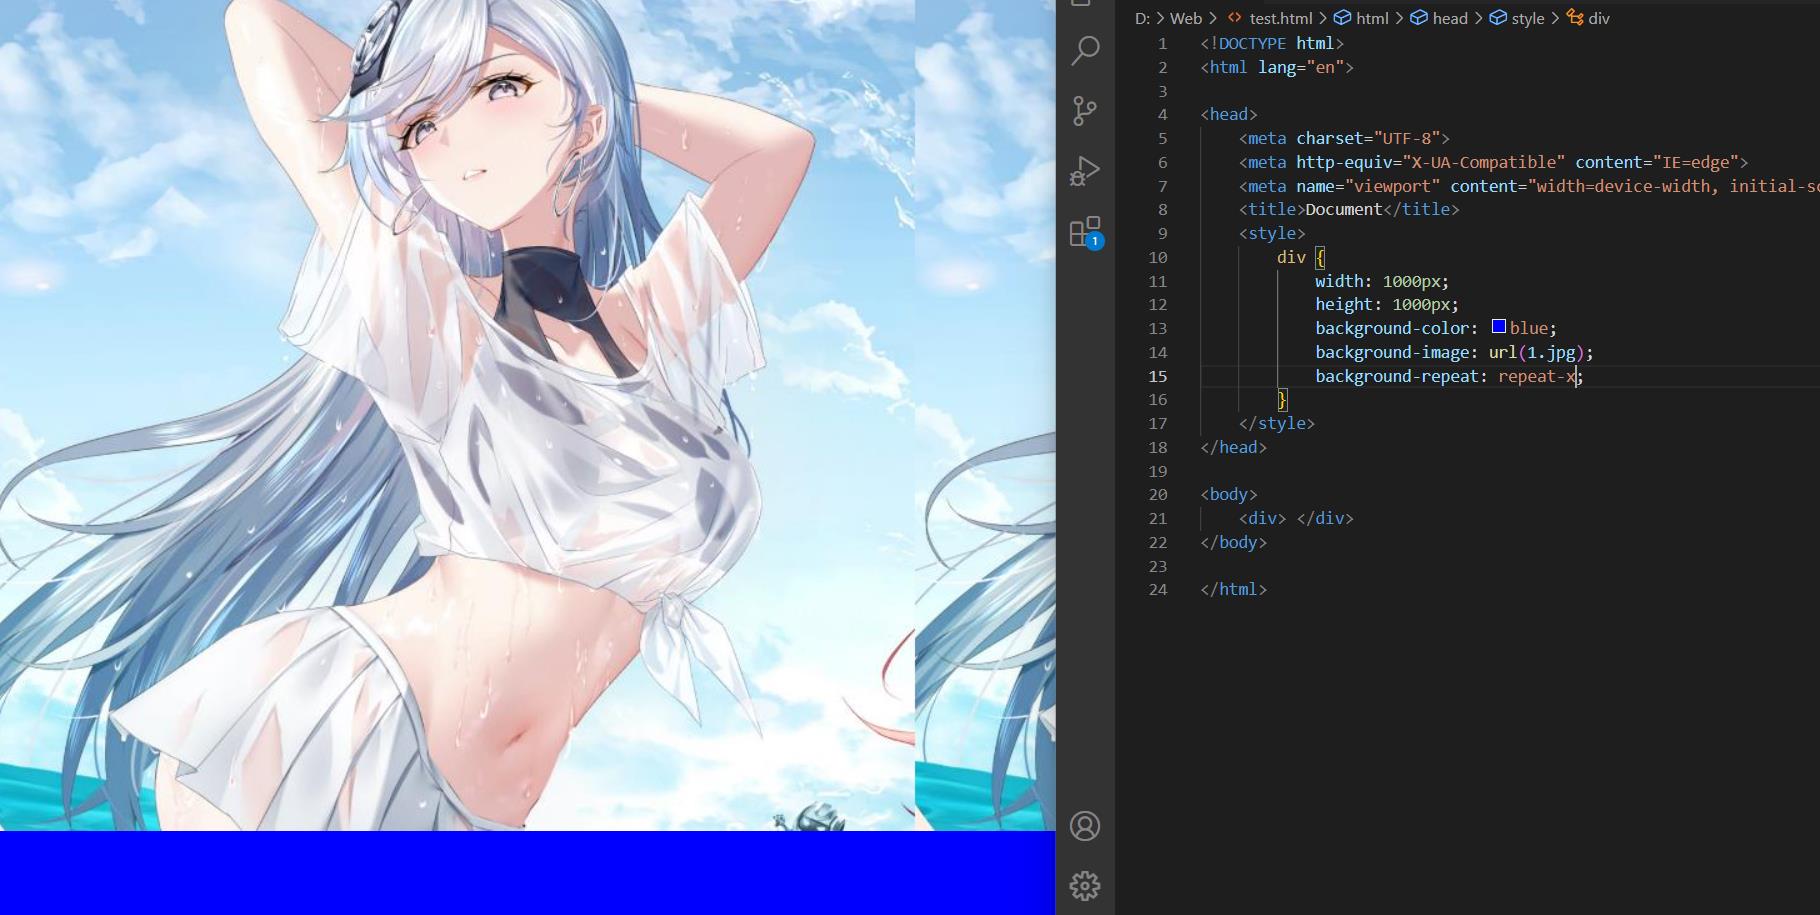 D: > Web > <> test.html > html > head > style > div
1 <!DOCTYPE html>
2 <html lang="en">
3
4 <head>
5 <meta charset="UTF-8">
6 <meta http-equiv="X-UA-Compatible" content="IE=edge">
7 <meta name="viewport" content="width=device-width,
8 <title>Document</title>
9 <style>
10 div {
11 width: 1000px;
12 height: 1000px;
13 background-color: blue;
14 background-image: url(1.jpg);
15 background-repeat: repeat-x;
16 }
17 </style>
18 </head>
19
20 <body>
21 <div> </div>
22 </body>
23
24 </html>
1